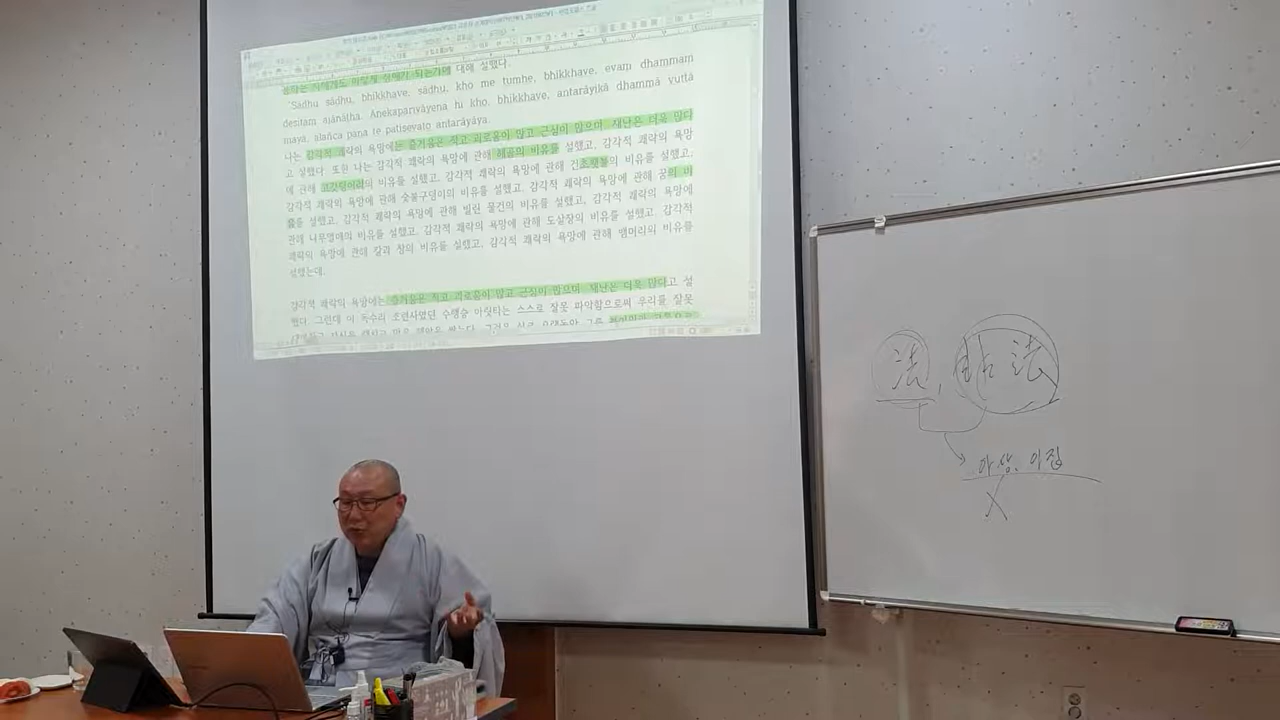 대해 설했다.
"Sādhu sādhu, bhikkhave, sādhu, kho me tumhe, bhikkhave, evaṃ dhammaṃ
desitaṃ ājānātha. Anekapariyāyena hi kho, bhikkhave, antarāyikā dhammā vuttā
mayā, alañca pana te paṭisevato antarāyāya.
나는 감각적 쾌락의 욕망에는 즐거움은 적고 괴로움이 많고 근심이 많으며, 재난은 더욱 많다
고 설했다. 또한 나는 감각적 쾌락의 욕망에 관해 해골의 비유를 설했고, 감각적 쾌락의 욕망
에 관해 고깃덩어리의 비유를 설했고, 감각적 쾌락의 욕망에 관해 건초횃불의 비유를 설했고,
감각적 쾌락의 욕망에 관해 숯불구덩이의 비유를 설했고, 감각적 쾌락의 욕망에 관해 꿈의 비
유를 설했고, 감각적 쾌락의 욕망에 관해 빌린 물건의 비유를 설했고, 감각적 쾌락의 욕망에
관해 나무열매의 비유를 설했고, 감각적 쾌락의 욕망에 관해 도살장의 비유를 설했고, 감각적
쾌락의 욕망에 관해 칼과 창의 비유를 설했고, 감각적 쾌락의 욕망에 관해 뱀머리의 비유를
설했는데,
감각적 쾌락의 욕망에는 즐거움은 적고 괴로움이 많고 근심이 많으며, 재난은 더욱 많다고 설
했다. 그런데 이 독수리 조련사였던 수행승 아릿타는 스스로 잘못 파악함으로써 우리를 잘못
法, 非法
아상, 아집
X